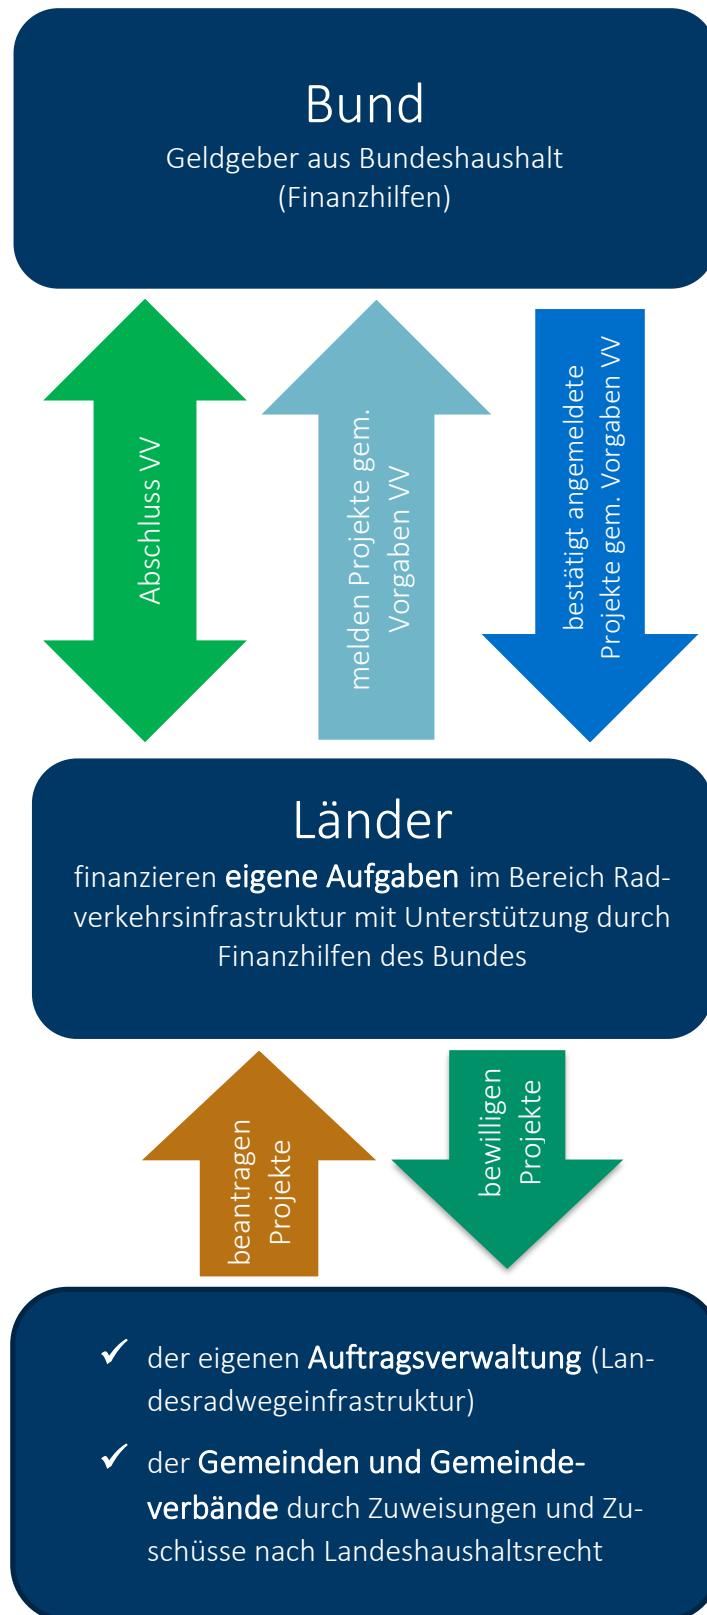 Bund
Geldgeber aus Bundeshaushalt
(Finanzhilfen)
Abschluss VV
melden Projekte gem.
Vorgaben VV
bestätigt angemeldete
Projekte gem. Vorgaben VV
Länder
finanzieren eigene Aufgaben im Bereich Rad-
verkehrsinfrastruktur mit Unterstützung durch
Finanzhilfen des Bundes
beantragen
Projekte
bewilligen
Projekte
✓ der eigenen Auftragsverwaltung (Lan-
desradwegeinfrastruktur)
✓ der Gemeinden und Gemeinde-
verbände durch Zuweisungen und Zu-
schüsse nach Landeshaushaltsrecht